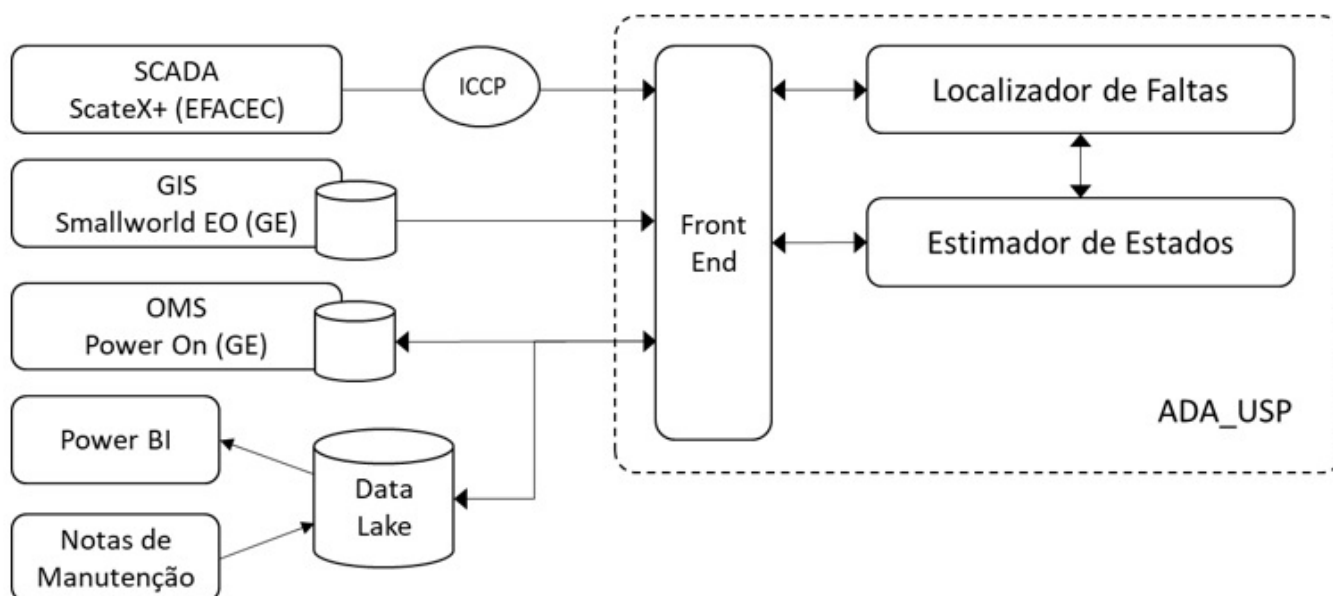 SCADA
ScateX+ (EFACEC)
ICCP
GIS
Smallworld EO (GE)
OMS
Power On (GE)
Power BI
Notas de
Manutenção
Data
Lake
Front
End
Localizador de Faltas
Estimador de Estados
ADA_USP